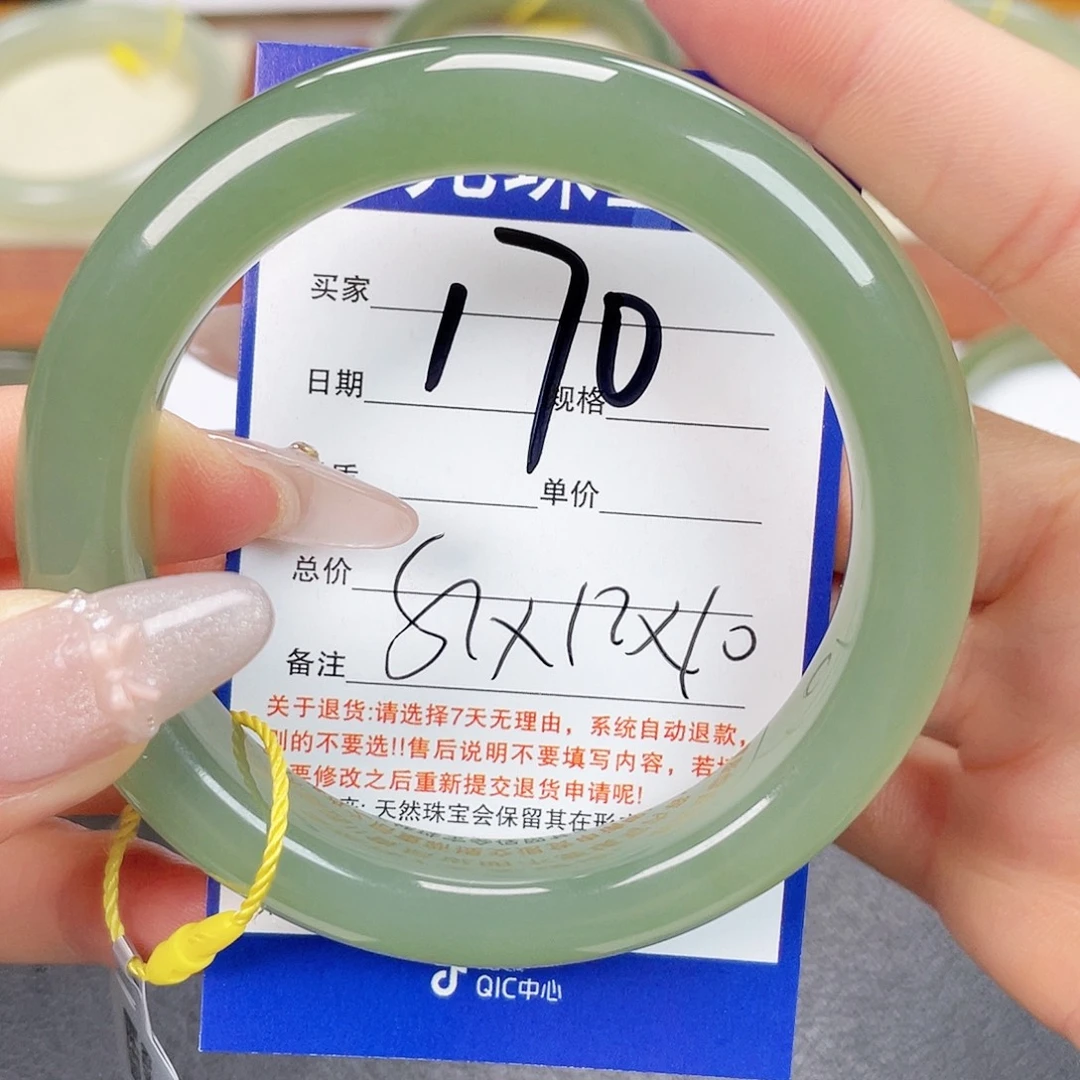 珠
买家
170
日期 规格
单价
总价
备注
关于退货:请选择7天无理由，系统自动退款，
的不要选!!售后说明不要填写内容，若
要修改之后重新提交退货申请呢!
天然珠宝会保留其在形
QIC中心